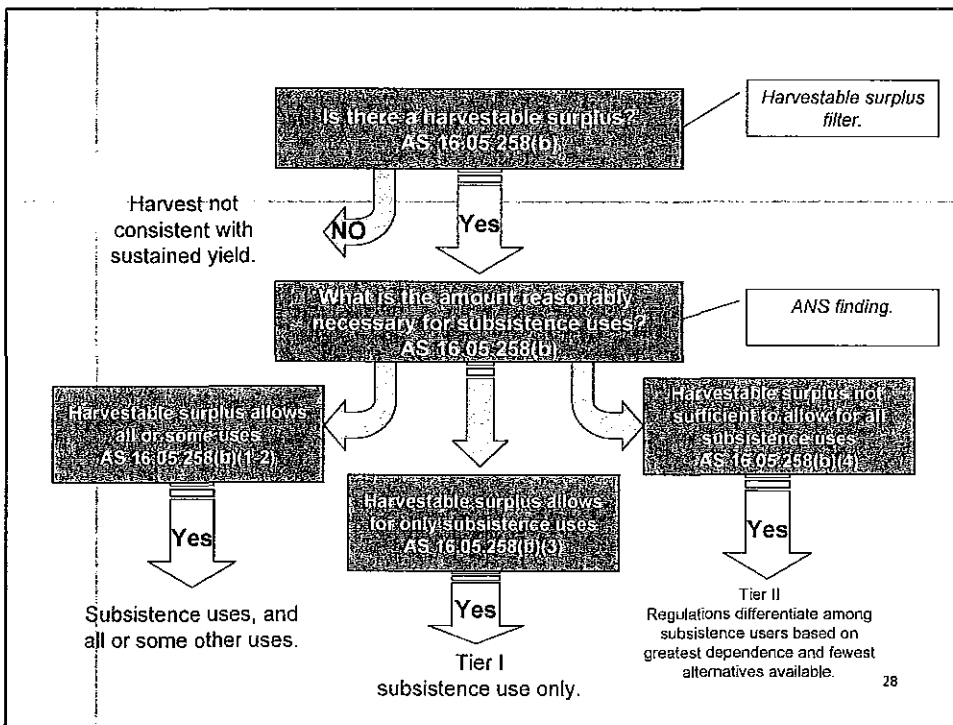 Is there a harvestable surplus?
AS 16.05.258(b)
Harvestable surplus
filter.
Harvest not
consistent with
sustained yield.
NO
Yes
What is the amount reasonably
necessary for subsistence uses?
AS 16.05.258(b)
ANS finding.
Harvestable surplus allows
all or some uses
AS 16.05.258(b)(1-2)
Harvestable surplus not
sufficient to allow for all
subsistence uses
AS 16.05.258(b)(4)
Harvestable surplus allows
for only subsistence uses
AS 16.05.258(b)(3)
Yes
Yes
Yes
Subsistence uses, and
all or some other uses.
Tier I
subsistence use only.
Tier II
Regulations differentiate among
subsistence users based on
greatest dependence and fewest
alternatives available.
28